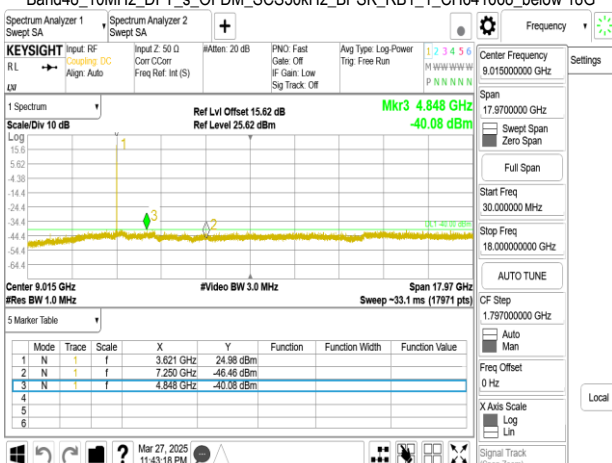 Band48_10MHz_DFT_s_OFDM_SCS30kHz_BPSK_RB1_1_CH641668_below 18G
Spectrum Analyzer 1
Swept SA
Spectrum Analyzer 2
Swept SA
+
Frequency
KEYSIGHT
RL
Input: RF
Coupling: DC
Align: Auto
Input Z: 50 Ω
Corr CCorr
Freq Ref: Int (S)
#Atten: 20 dB
PNO: Fast
Gate: Off
IF Gain: Low
Sig Track: Off
Avg Type: Log-Power
Trig: Free Run
1 2 3 4 5 6
M W W W W W
P N N N N N
1 Spectrum
Scale/Div 10 dB
Ref Lvl Offset 15.62 dB
Ref Level 25.62 dBm
Mkr3 4.848 GHz
-40.08 dBm
Log
15.6
5.62
-4.38
-14.4
-24.4
-34.4
-44.4
-54.4
-64.4
1
3
2
Center 9.015 GHz
#Res BW 1.0 MHz
#Video BW 3.0 MHz
Span 17.97 GHz
Sweep ~33.1 ms (17971 pts)
5 Marker Table
Mode Trace Scale X Y Function Function Width Function Value
1 N 1 f 3.621 GHz 24.98 dBm
2 N 1 f 7.250 GHz -46.46 dBm
3 N 1 f 4.848 GHz -40.08 dBm
4
5
6
Mar 27, 2025
11:43:18 PM
Center Frequency
9.015000000 GHz
Span
17.9700000 GHz
Swept Span
Zero Span
Full Span
Start Freq
30.000000 MHz
Stop Freq
18.000000000 GHz
AUTO TUNE
CF Step
1.797000000 GHz
Auto
Man
Freq Offset
0 Hz
X Axis Scale
Log
Lin
Signal Track
Settings
Local